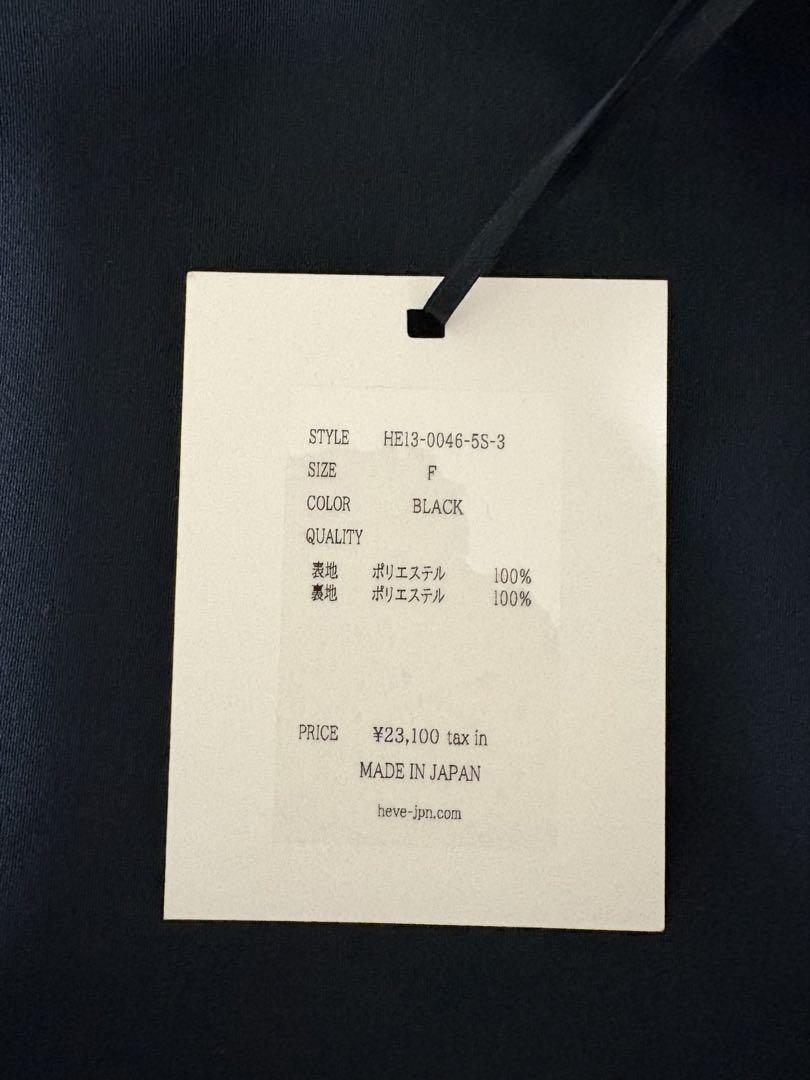 STYLE HE13-0046-5S-3
SIZE F
COLOR BLACK
QUALITY
表地 ポリエステル 100%
裏地 ポリエステル 100%
PRICE ¥23,100 tax in
MADE IN JAPAN
heve-jpn.com